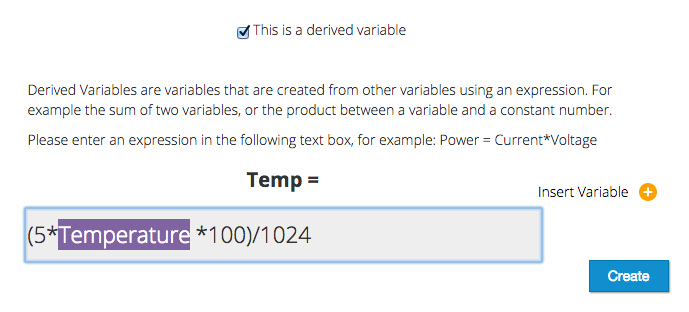 This is a derived variable
Derived Variables are variables that are created from other variables using an expression. For
example the sum of two variables, or the product between a variable and a constant number.
Please enter an expression in the following text box, for example: Power = Current*Voltage
Temp =
Insert Variable
(5*Temperature *100)/1024
Create